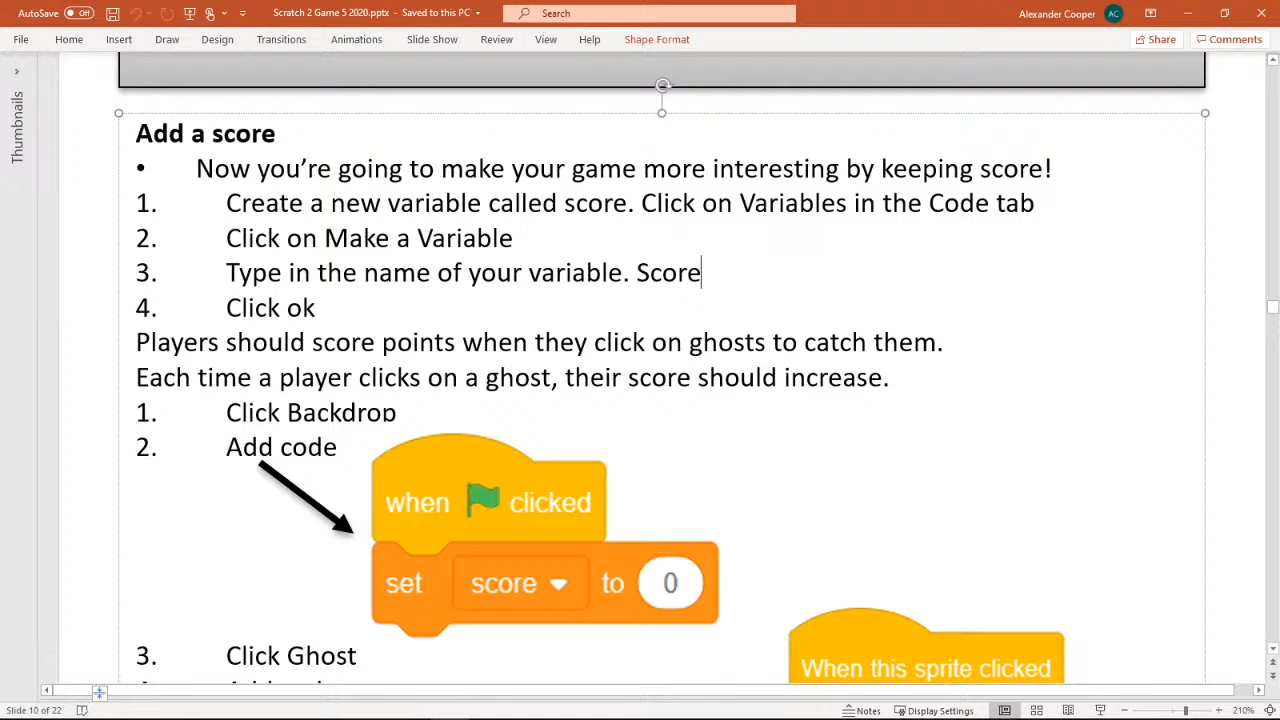 AutoSave Off Scratch 2 Game 5 2020.pptx - Saved to this PC Search Alexander Cooper AC
File Home Insert Draw Design Transitions Animations Slide Show Review View Help Shape Format Share Comments
Thumbnails
Add a score
• Now you're going to make your game more interesting by keeping score!
1. Create a new variable called score. Click on Variables in the Code tab
2. Click on Make a Variable
3. Type in the name of your variable. Score
4. Click ok
Players should score points when they click on ghosts to catch them.
Each time a player clicks on a ghost, their score should increase.
1. Click Backdrop
2. Add code
when clicked
set score to 0
3. Click Ghost
When this sprite clicked
Slide 10 of 22 Notes Display Settings 210%